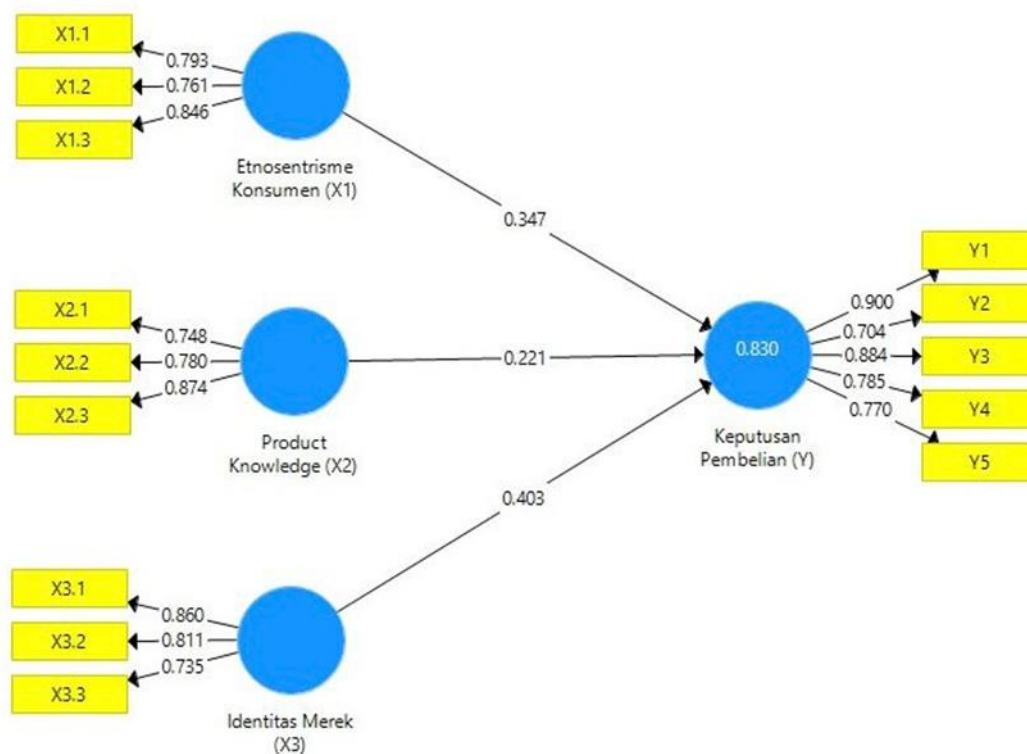 X1.1
X1.2
X1.3
0.793
0.761
0.846
Etnosentrisme
Konsumen (X1)
0.347
X2.1
X2.2
X2.3
0.748
0.780
0.874
Product
Knowledge (X2)
0.221
X3.1
X3.2
X3.3
0.860
0.811
0.735
Identitas Merek
(X3)
0.403
0.830
Keputusan
Pembelian (Y)
0.900
0.704
0.884
0.785
0.770
Y1
Y2
Y3
Y4
Y5